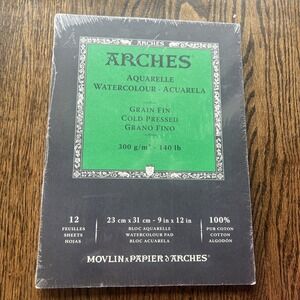 ARCHES
ARCHES®
AQUARELLE
WATERCOLOUR - ACUARELA
GRAIN FIN
COLD PRESSED
GRANO FINO
300 g/m² - 140 lb
12
FEUILLES
SHEETS
HOJAS
23 cm x 31 cm - 9 in x 12 in
BLOC AQUARELLE
WATERCOLOUR PAD
BLOC ACUARELA
100%
PUR COTON
COTTON
ALGODÓN
MOVLIN & PAPIER D'ARCHES®